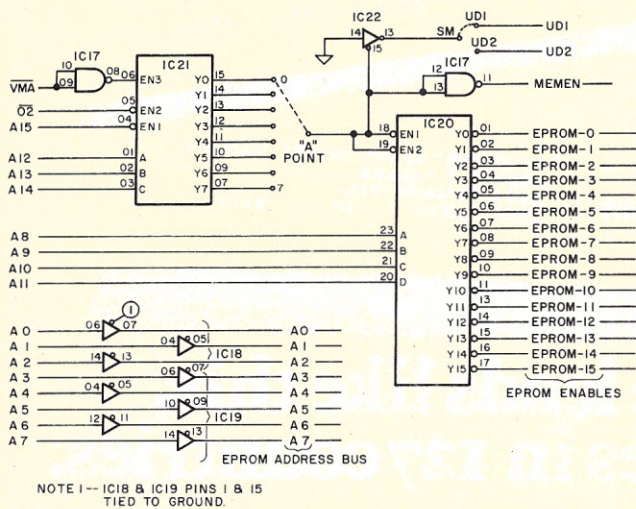 IC22
14 13
15
SM
UD1
UD2
UD1
UD2
IC17
10
09
08
VMA
06 EN3
IC21
Y0 15 0
Y1 14
Y2 13
Y3 12
Y4 11
Y5 10
Y6 09
Y7 07 7
02
05 EN2
A15 04 EN1
A12 01 A
A13 02 B
A14 03 C
"A"
POINT
IC17
12
13
11
MEMEN
IC20
18 EN1
19 EN2
Y0 01 EPROM-0
Y1 02 EPROM-1
Y2 03 EPROM-2
Y3 04 EPROM-3
Y4 05 EPROM-4
Y5 06 EPROM-5
Y6 07 EPROM-6
Y7 08 EPROM-7
Y8 09 EPROM-8
Y9 10 EPROM-9
Y10 11 EPROM-10
Y11 13 EPROM-11
Y12 14 EPROM-12
Y13 15 EPROM-13
Y14 16 EPROM-14
Y15 17 EPROM-15
EPROM ENABLES
A8 23 A
A9 22 B
A10 21 C
A11 20 D
1
A0 06 07 A0
A1 04 05 A1
A2 14 13 IC18 A2
A3 06 07 A3
A4 04 05 A4
A5 10 09 IC19 A5
A6 12 11 A6
A7 14 13 A7
EPROM ADDRESS BUS
NOTE 1-- IC18 & IC19 PINS 1 & 15
TIED TO GROUND.